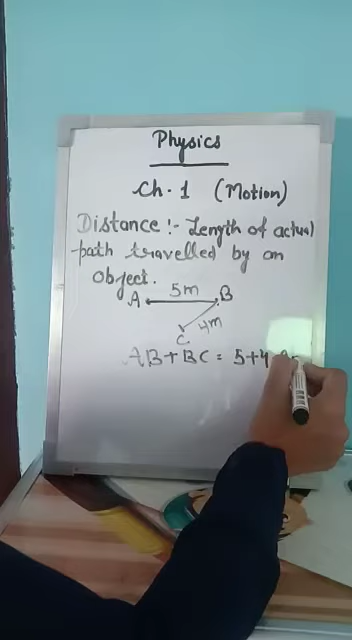 Physics
Ch. 1 (Motion)
Distance :- Length of actual
path travelled by an
object.
A 5m B
4m
C
AB + BC = 5+4